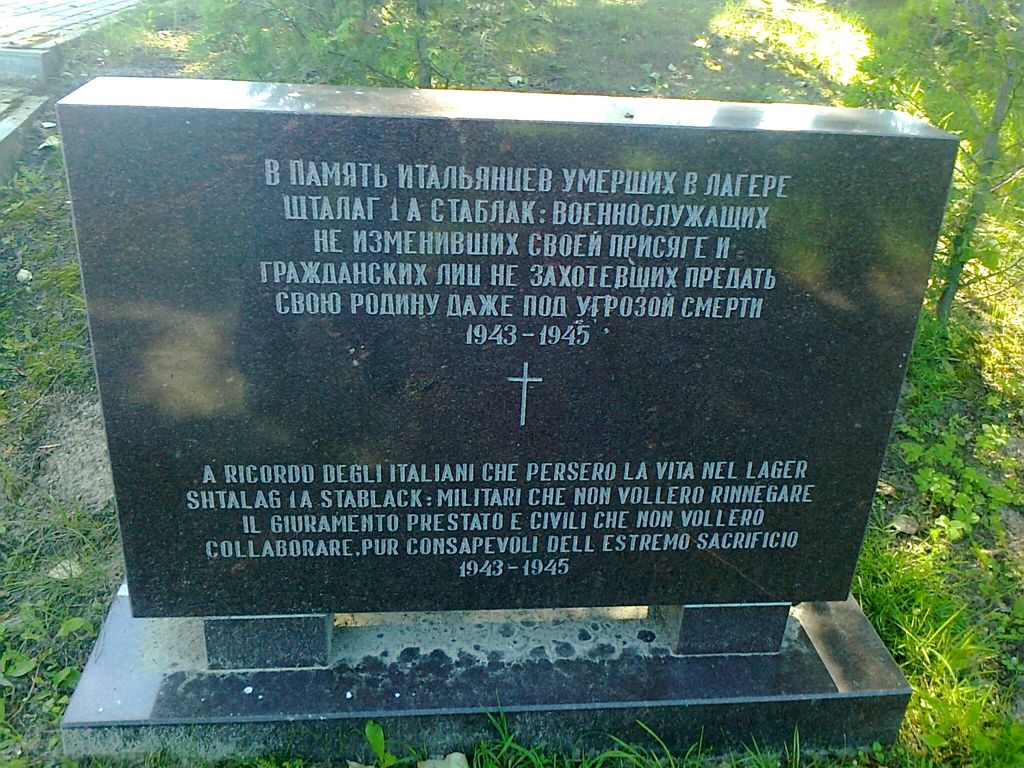 В ПАМЯТЬ ИТАЛЬЯНЦЕВ УМЕРШИХ В ЛАГЕРЕ
ШТАЛАГ 1 А СТАБЛАК: ВОЕННОСЛУЖАЩИХ
НЕ ИЗМЕНИВШИХ СВОЕЙ ПРИСЯГЕ И
ГРАЖДАНСКИХ ЛИЦ НЕ ЗАХОТЕВШИХ ПРЕДАТЬ
СВОЮ РОДИНУ ДАЖЕ ПОД УГРОЗОЙ СМЕРТИ
1943-1945
A RICORDO DEGLI ITALIANI CHE PERSERO LA VITA NEL LAGER
SHTALAG 1A STABLACK: MILITARI CHE NON VOLLERO RINNEGARE
IL GIURAMENTO PRESTATO E CIVILI CHE NON VOLLERO
COLLABORARE, PUR CONSAPEVOLI DELL ESTREMO SACRIFICIO
1943-1945